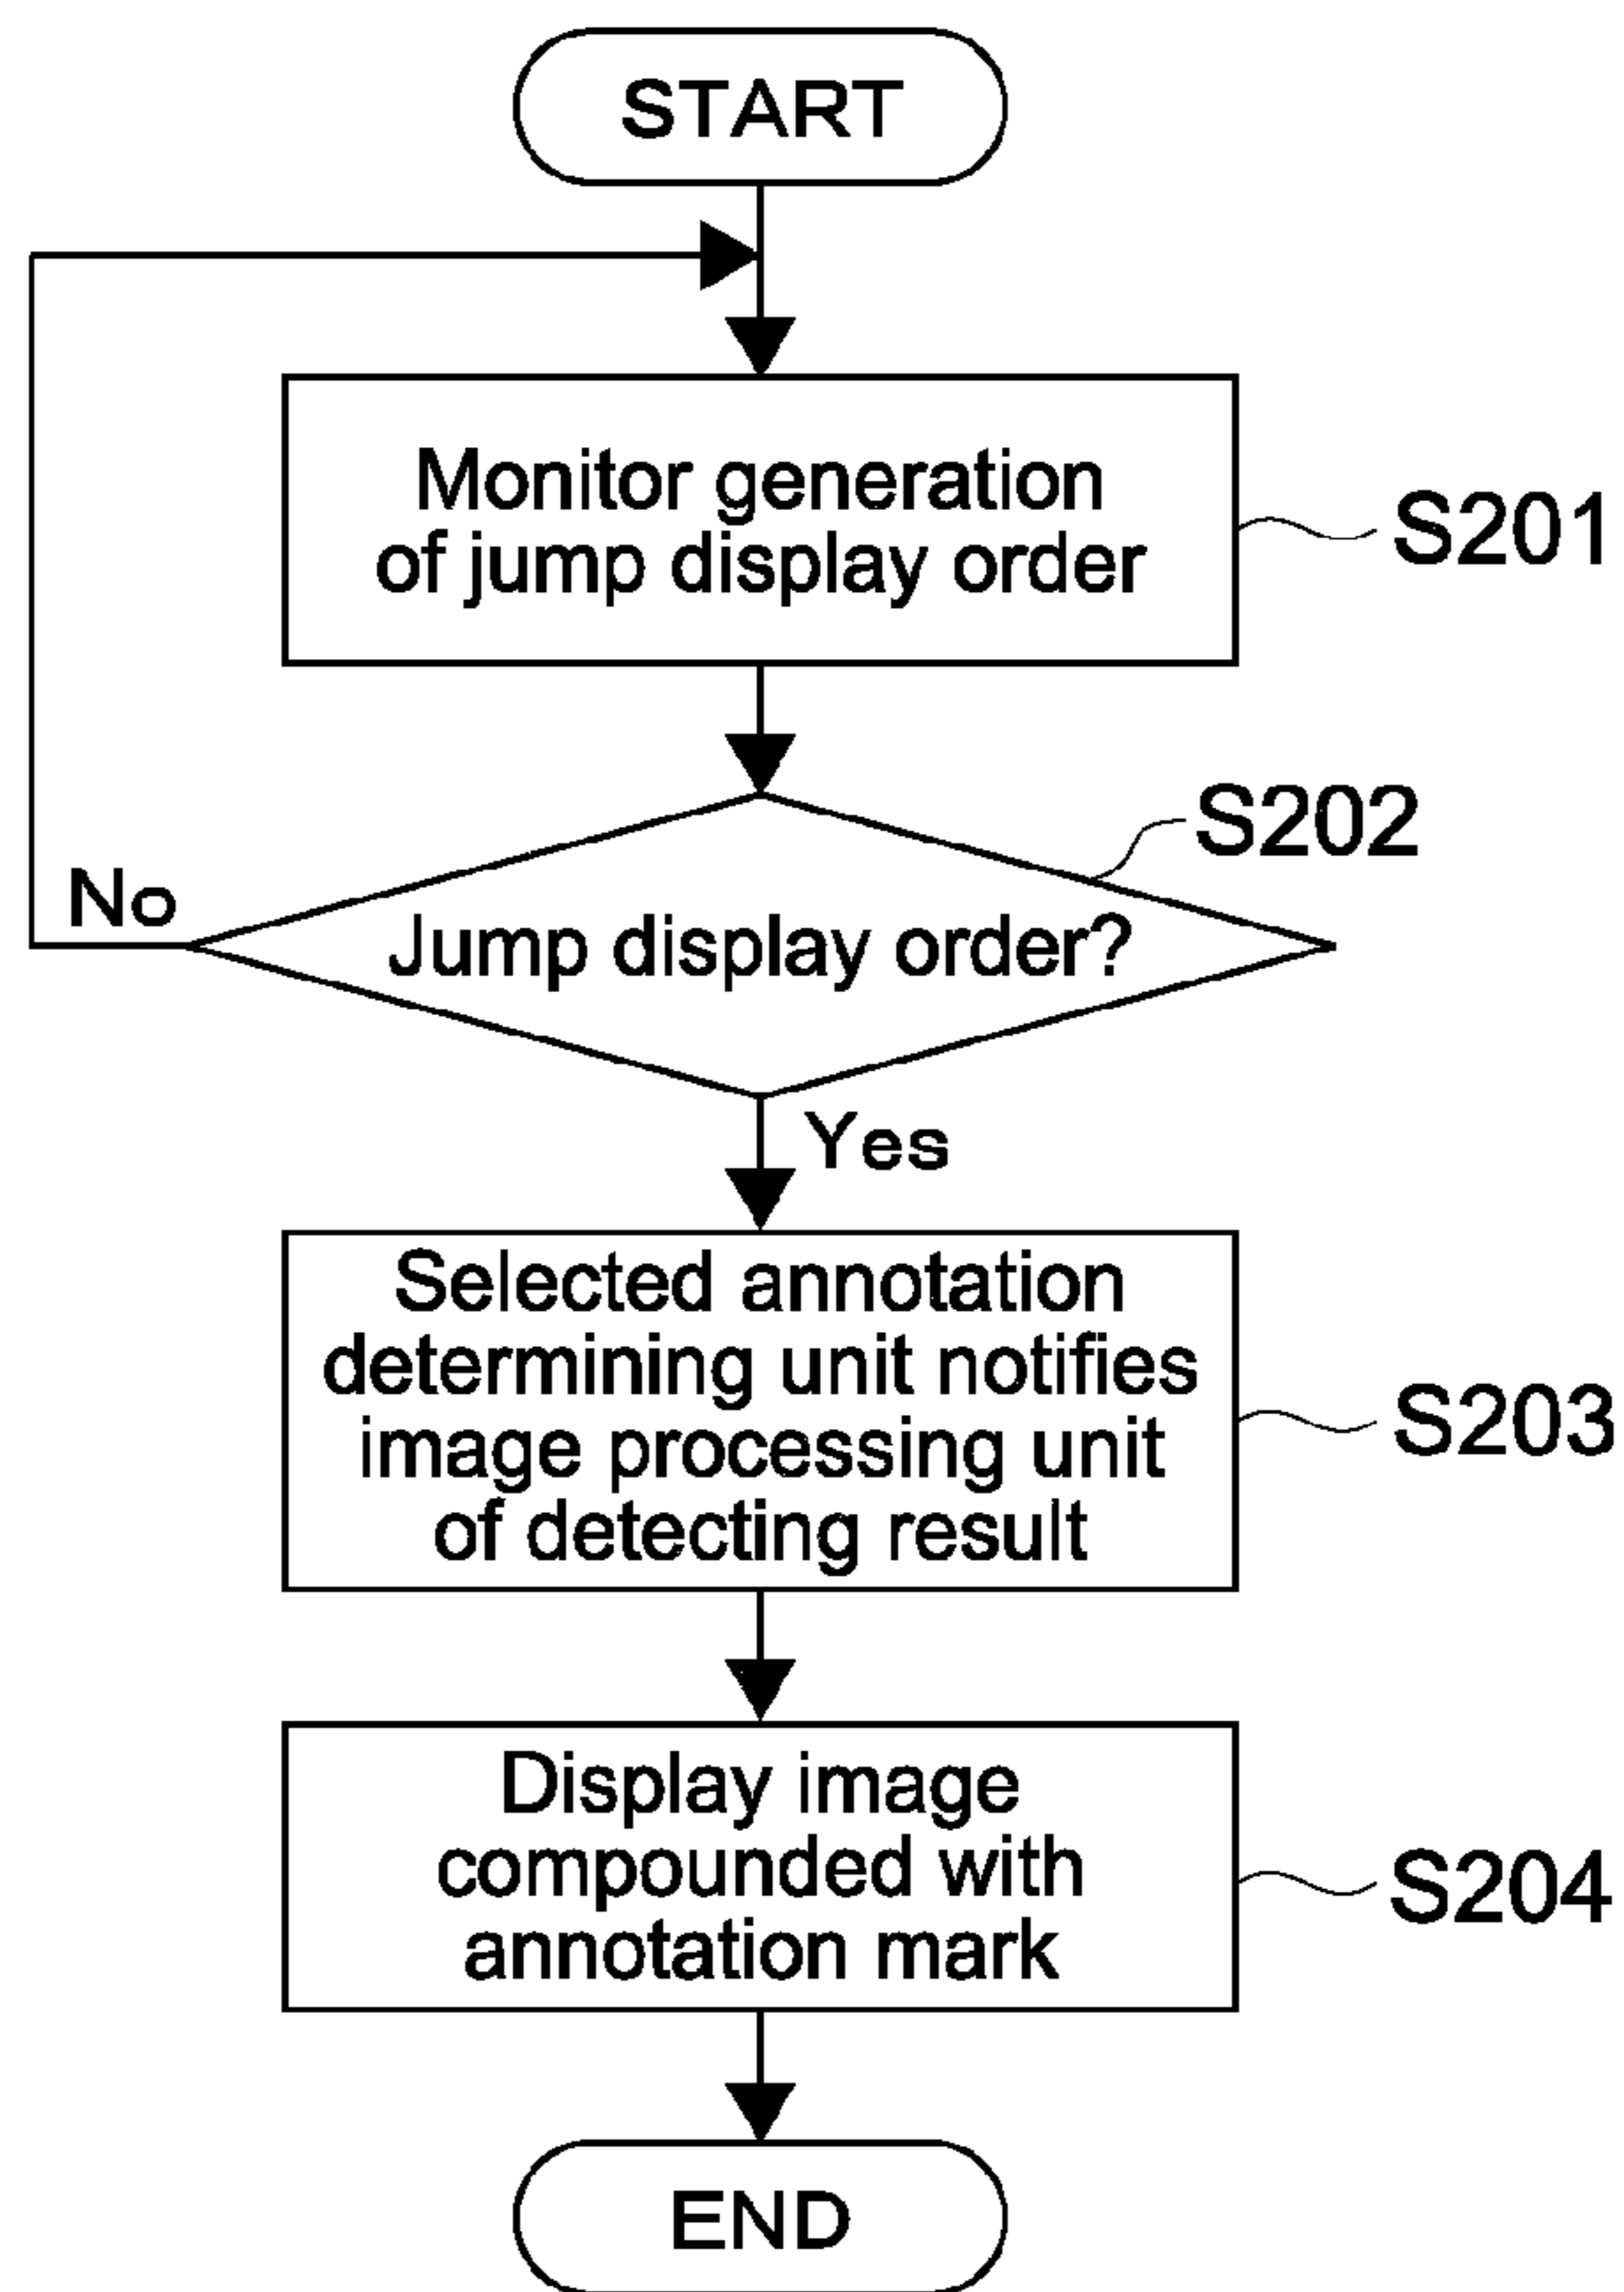 START
Monitor generation
of jump display order
S201
S202
No
Jump display order?
Yes
Selected annotation
determining unit notifies
image processing unit
of detecting result
S203
Display image
compounded with
annotation mark
S204
END